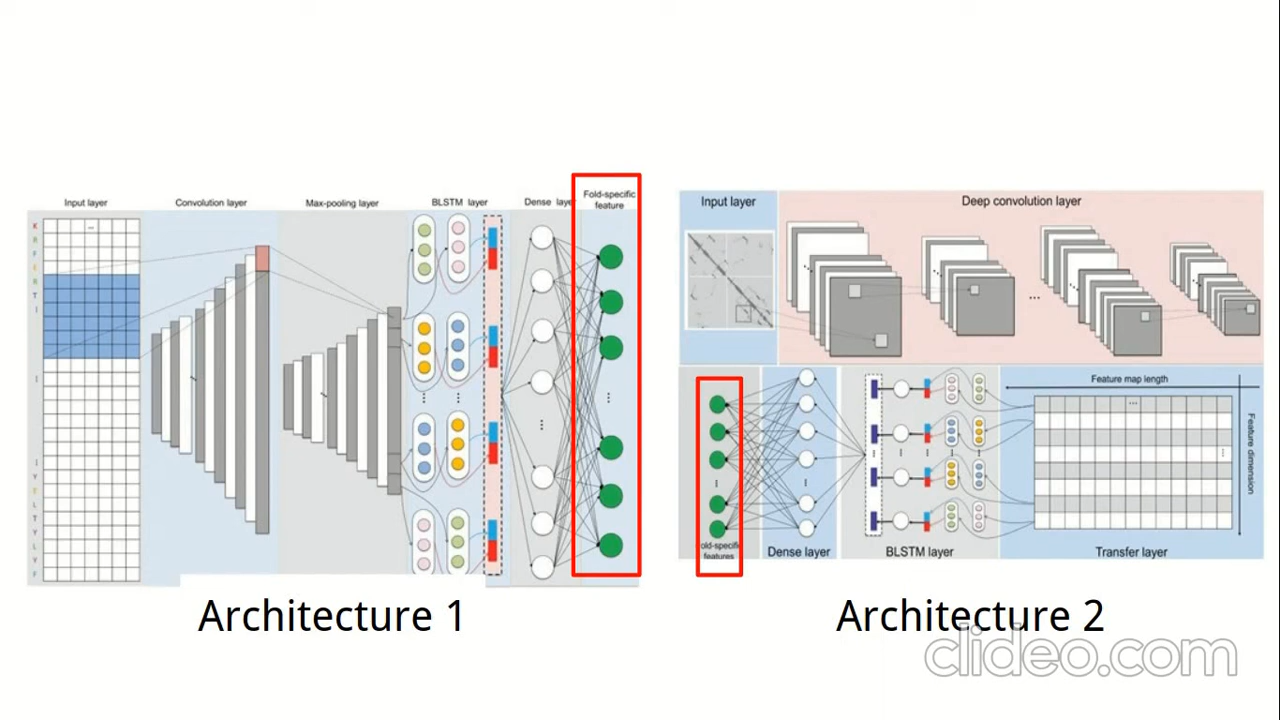 Input layer
Convolution layer
Max-pooling layer
BLSTM layer
Dense layer
Fold-specific
feature
K
R
F
E
R
T
I
I
I
Y
T
L
T
Y
L
Y
F
Architecture 1
Input layer
Deep convolution layer
Feature map length
Feature dimension
old-specific
features
Dense layer
BLSTM layer
Transfer layer
Architecture 2
clideo.com